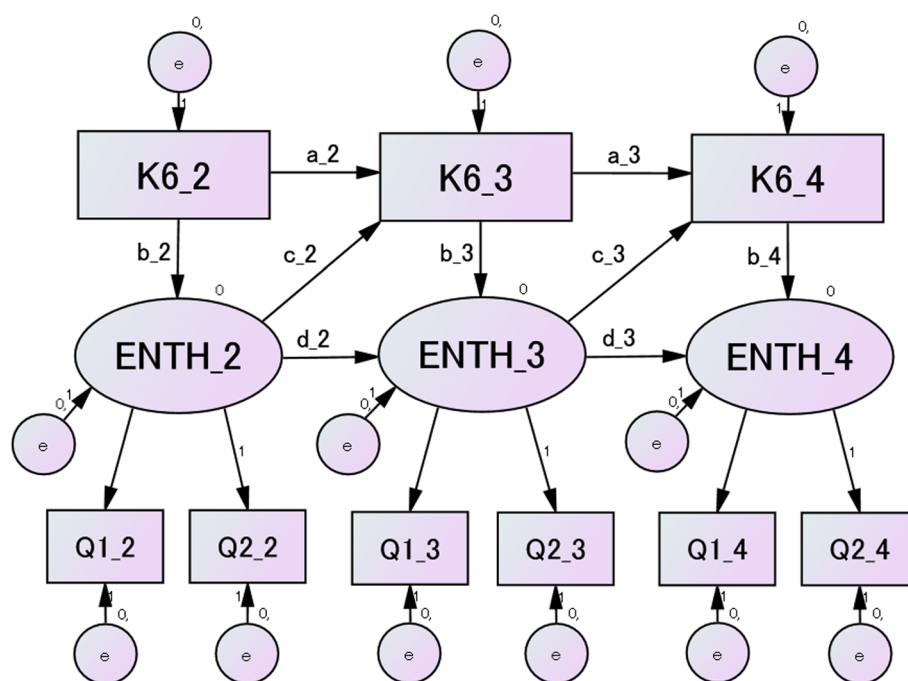 0, 0, 0,
e e e
1 1 1
K6_2 a_2 K6_3 a_3 K6_4
b_2 c_2 b_3 c_3 b_4
0 0 0
ENTH_2 d_2 ENTH_3 d_3 ENTH_4
0, 1 0, 1 0, 1
e e e
1 1 1
Q1_2 Q2_2 Q1_3 Q2_3 Q1_4 Q2_4
1 1 1 1 1 1
0, 0, 0, 0, 0, 0,
e e e e e e